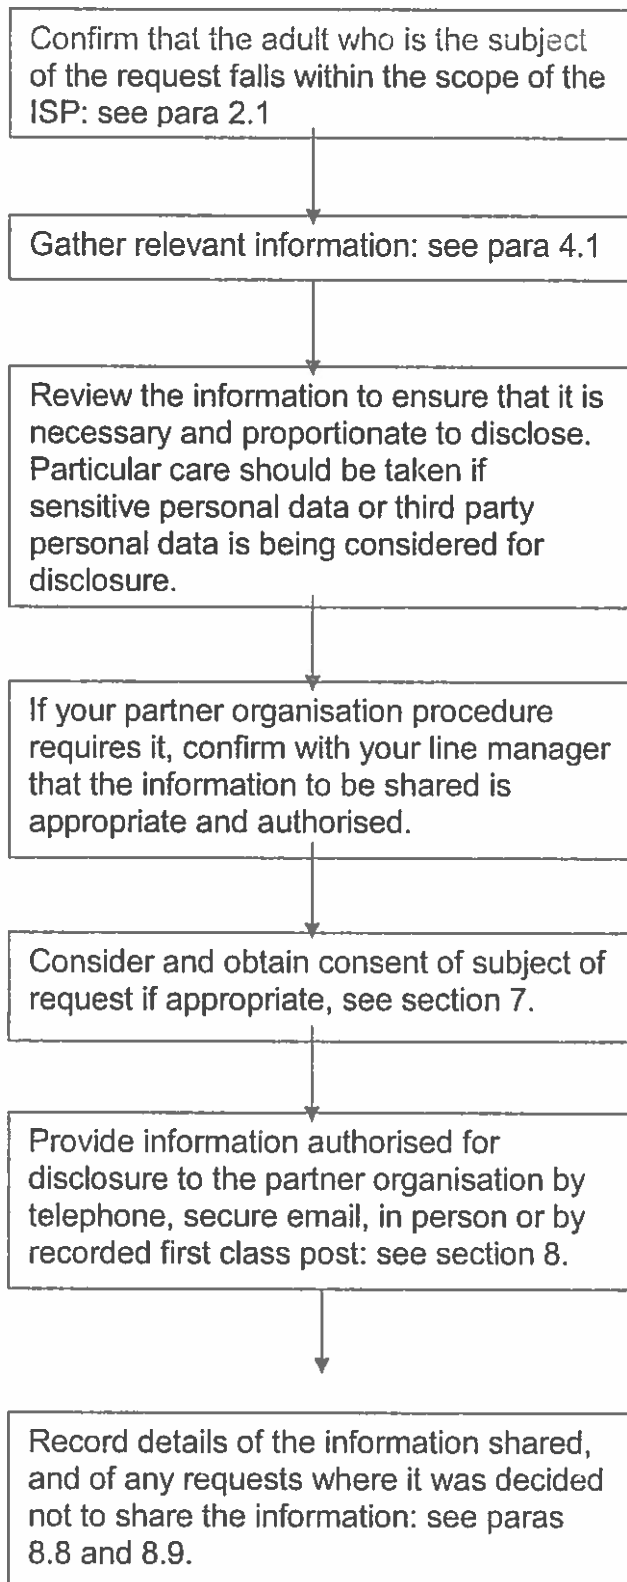 Confirm that the adult who is the subject
of the request falls within the scope of the
ISP: see para 2.1
Gather relevant information: see para 4.1
Review the information to ensure that it is
necessary and proportionate to disclose.
Particular care should be taken if
sensitive personal data or third party
personal data is being considered for
disclosure.
If your partner organisation procedure
requires it, confirm with your line manager
that the information to be shared is
appropriate and authorised.
Consider and obtain consent of subject of
request if appropriate, see section 7.
Provide information authorised for
disclosure to the partner organisation by
telephone, secure email, in person or by
recorded first class post: see section 8.
Record details of the information shared,
and of any requests where it was decided
not to share the information: see paras
8.8 and 8.9.